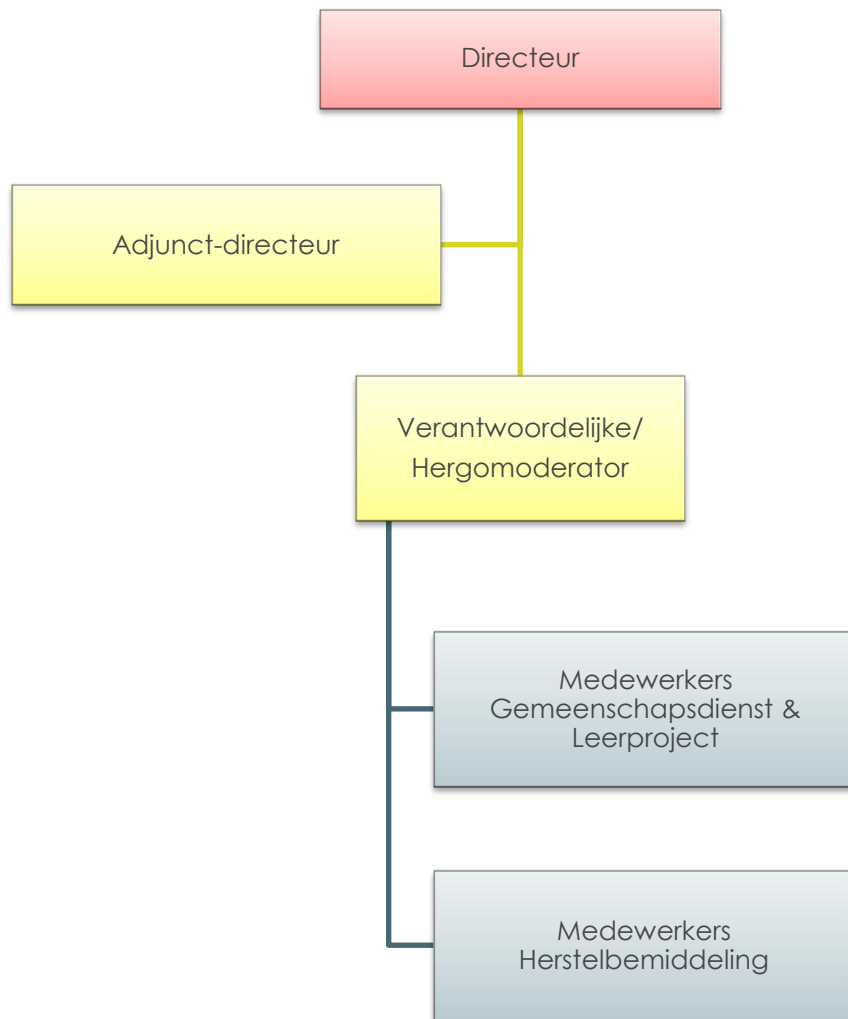 Directeur
Adjunct-directeur
Verantwoordelijke/
Hergomoderator
Medewerkers
Gemeenschapsdienst &
Leerproject
Medewerkers
Herstelbemiddeling